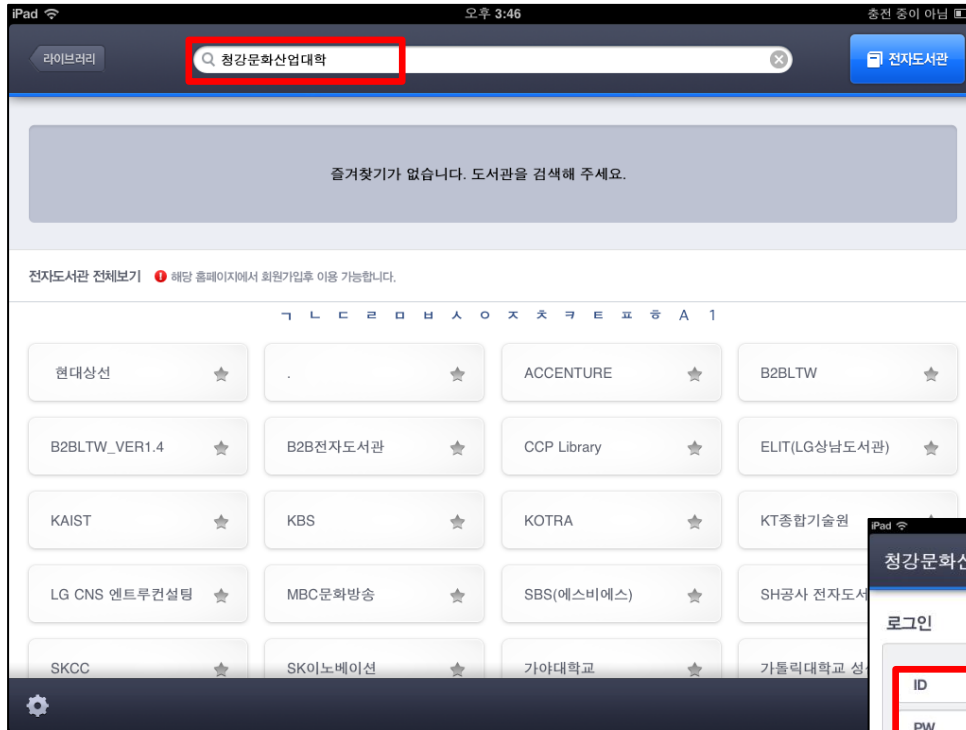 iPad 오후 3:46 충전 중이 아님
라이브러리 청강문화산업대학 전자도서관
즐겨찾기가 없습니다. 도서관을 검색해 주세요.
전자도서관 전체보기 해당 홈페이지에서 회원가입후 이용 가능합니다.
ㄱ ㄴ ㄷ ㄹ ㅁ ㅂ ㅅ ㅇ ㅈ ㅊ ㅋ ㅌ ㅍ ㅎ A 1
현대상선 . ACCENTURE B2BLTW
B2BLTW_VER1.4 B2B전자도서관 CCP Library ELIT(LG상남도서관)
KAIST KBS KOTRA KT종합기술원
LG CNS 엔트루컨설팅 MBC문화방송 SBS(에스비에스) SH공사 전자도서
SKCC SK이노베이션 가야대학교 가톨릭대학교 성
iPad
청강문화산
로그인
ID
PW